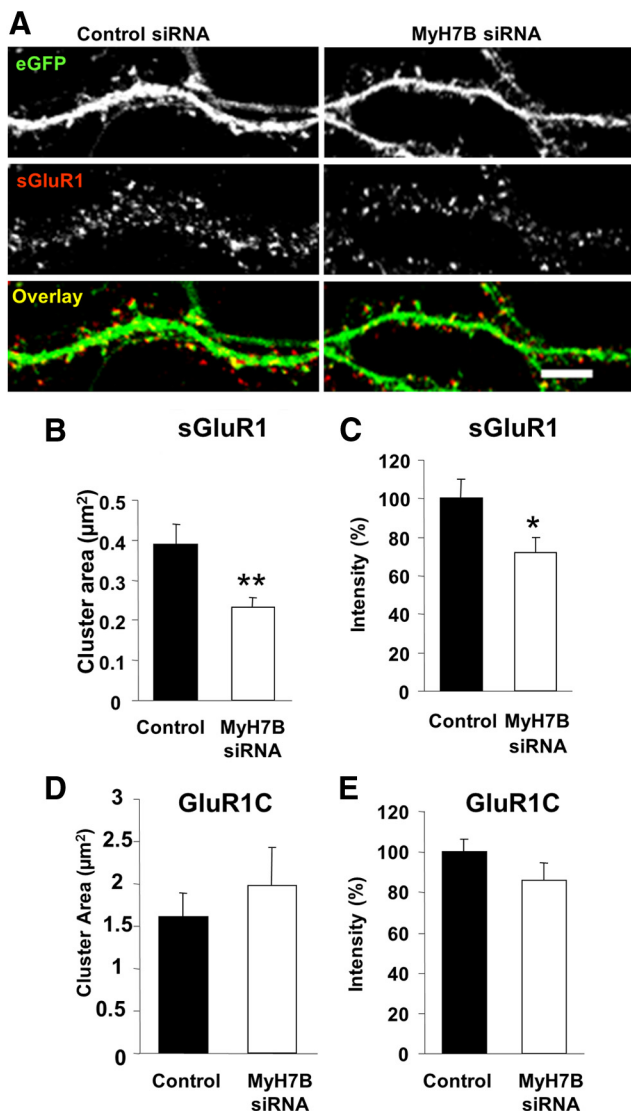 A
Control siRNA
MyH7B siRNA
eGFP
sGluR1
Overlay
B
sGluR1
Cluster area (µm²)
0.5
0.4
0.3
0.2
0.1
0
**
Control
MyH7B
siRNA
C
sGluR1
Intensity (%)
120
100
80
60
40
20
0
*
Control
MyH7B
siRNA
D
GluR1C
Cluster Area (µm²)
3
2.5
2
1.5
1
0.5
0
Control
MyH7B
siRNA
E
GluR1C
Intensity (%)
120
100
80
60
40
20
0
Control
MyH7B
siRNA